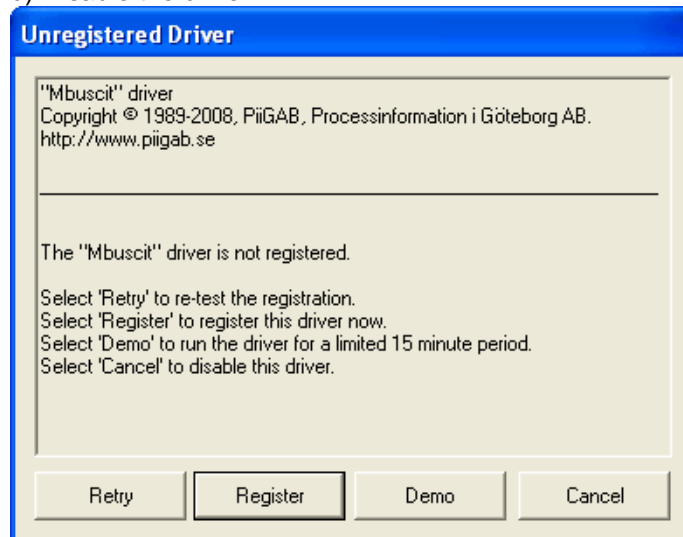 Unregistered Driver
"Mbuscit" driver
Copyright © 1989-2008, PiiGAB, Processinformation i Göteborg AB.
http://www.piigab.se
The "Mbuscit" driver is not registered.
Select 'Retry' to re-test the registration.
Select 'Register' to register this driver now.
Select 'Demo' to run the driver for a limited 15 minute period.
Select 'Cancel' to disable this driver.
Retry
Register
Demo
Cancel